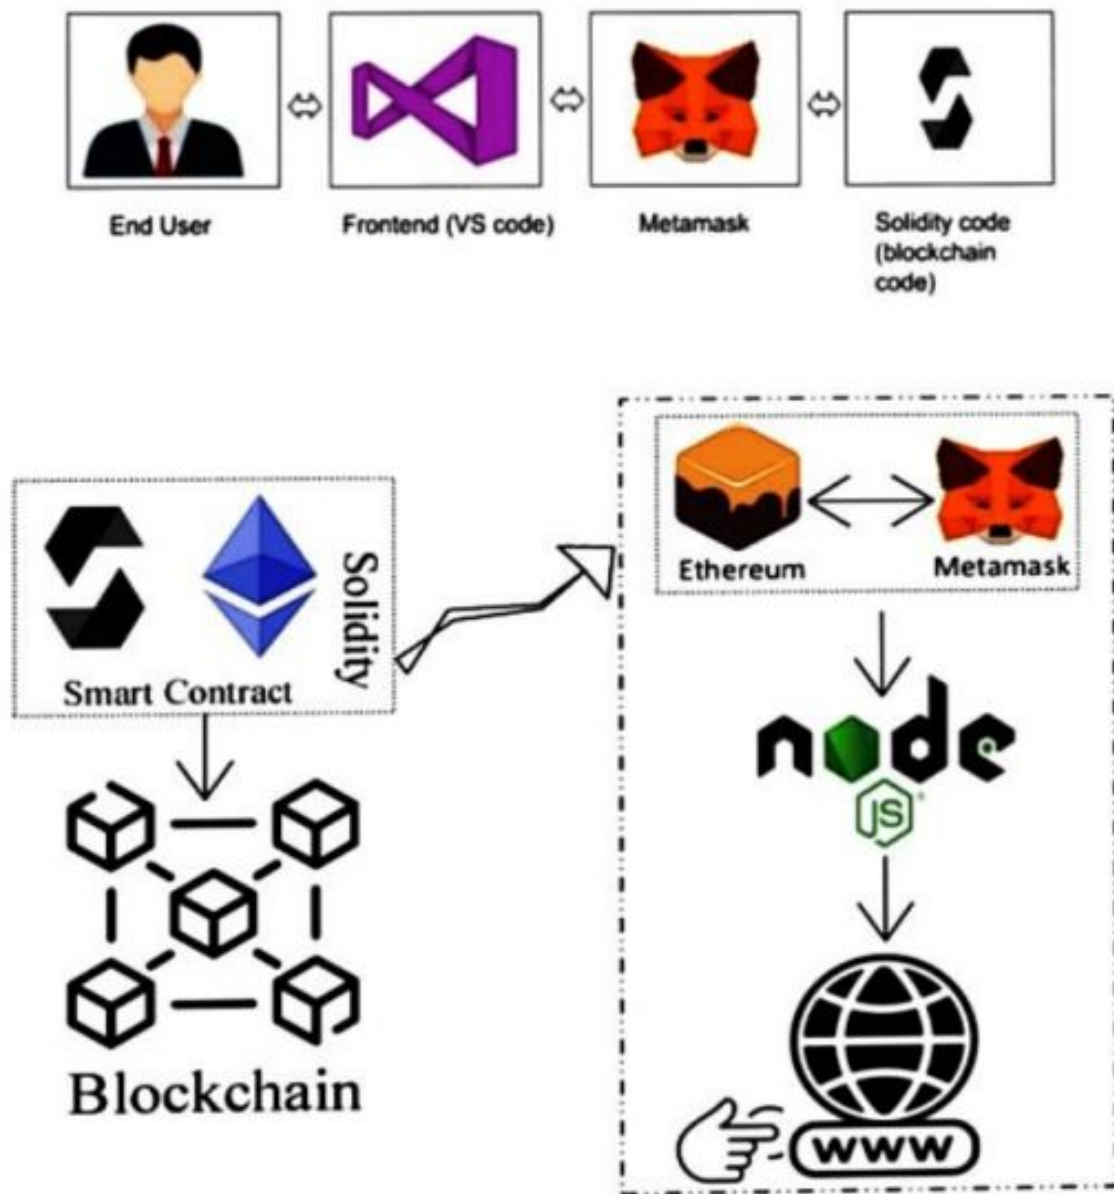 End User
Frontend (VS code)
Metamask
Solidity code
(blockchain
code)
Ethereum
Metamask
Solidity
Smart Contract
node
JS
Blockchain
www